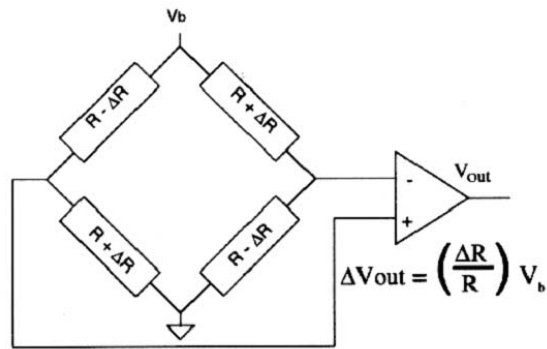 Vb
R - ΔR
R + ΔR
-
Vout
+
R + ΔR
R - ΔR
ΔVout = (ΔR/R) Vb